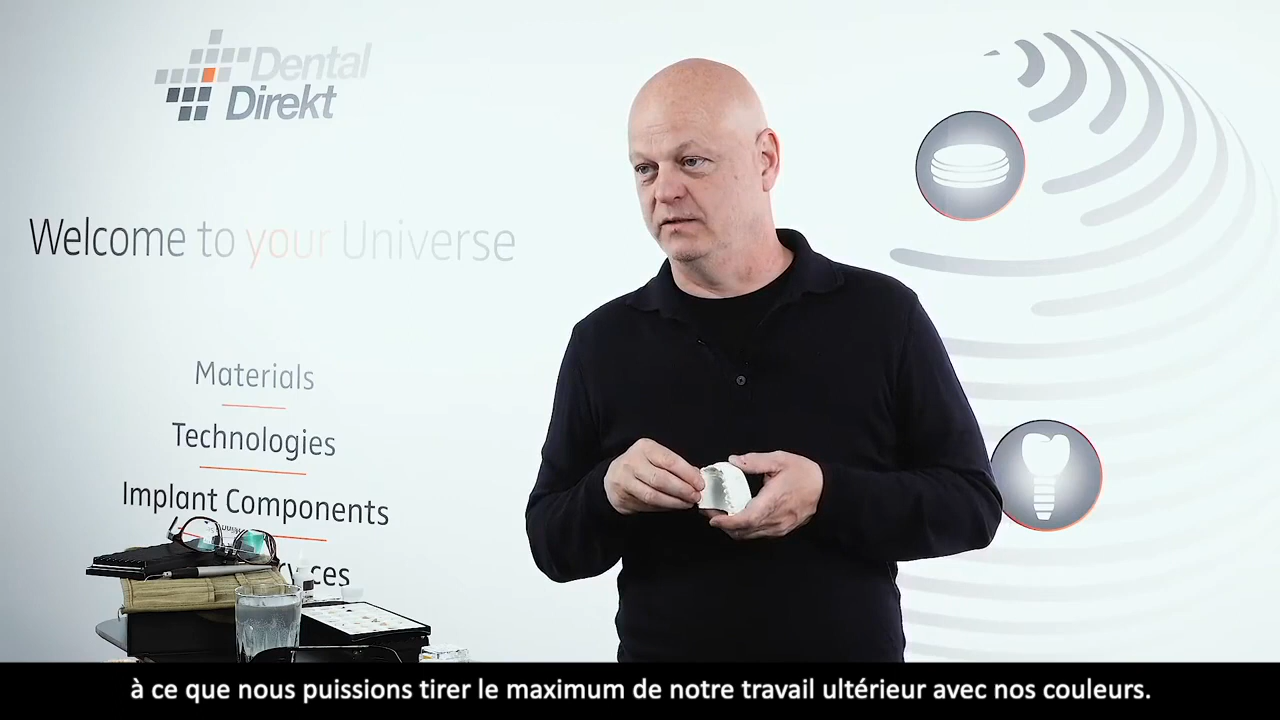 Dental
Direkt
Welcome to your Universe
Materials
Technologies
Implant Components
à ce que nous puissions tirer le maximum de notre travail ultérieur avec nos couleurs.